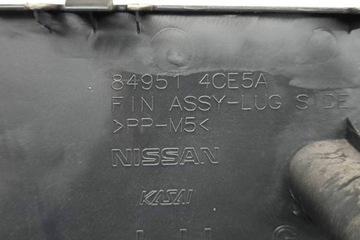 84951 4CE5A
FIN ASSY-LUG SIDE
>PP-M5<
NISSAN
KASAI